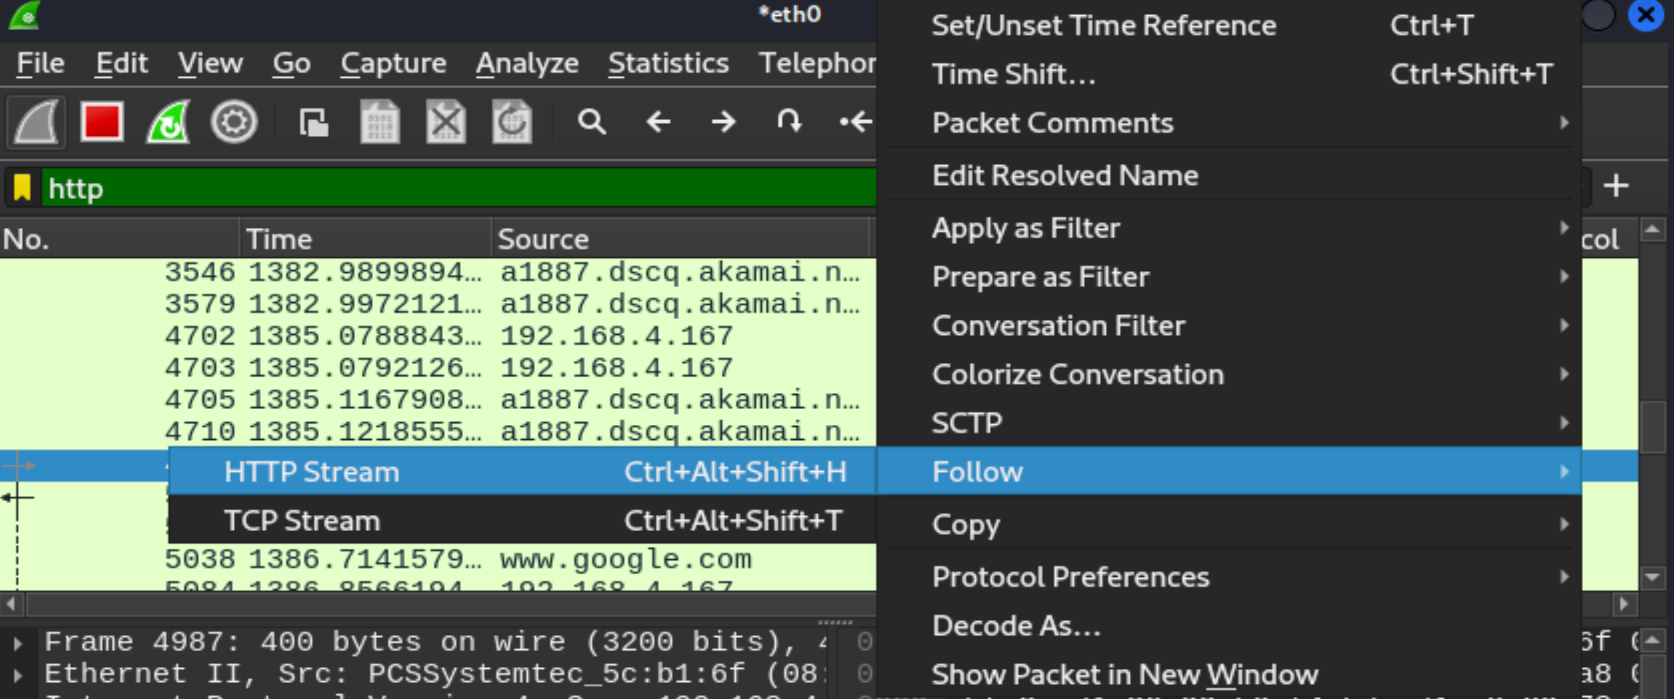 *eth0
File Edit View Go Capture Analyze Statistics
http
No. Time Source
3546 1382.9899894… a1887.dscq.akamai.n…
3579 1382.9972121… a1887.dscq.akamai.n…
4702 1385.0788843… 192.168.4.167
4703 1385.0792126… 192.168.4.167
4705 1385.1167908… a1887.dscq.akamai.n…
4710 1385.1218555… a1887.dscq.akamai.n…
HTTP Stream Ctrl+Alt+Shift+H
TCP Stream Ctrl+Alt+Shift+T
5038 1386.7141579… www.google.com
Frame 4987: 400 bytes on wire (3200 bits), 4
Ethernet II, Src: PCSSystemtec_5c:b1:6f (08:
Set/Unset Time Reference Ctrl+T
Time Shift… Ctrl+Shift+T
Packet Comments
Edit Resolved Name
Apply as Filter
Prepare as Filter
Conversation Filter
Colorize Conversation
SCTP
Follow
Copy
Protocol Preferences
Decode As…
Show Packet in New Window